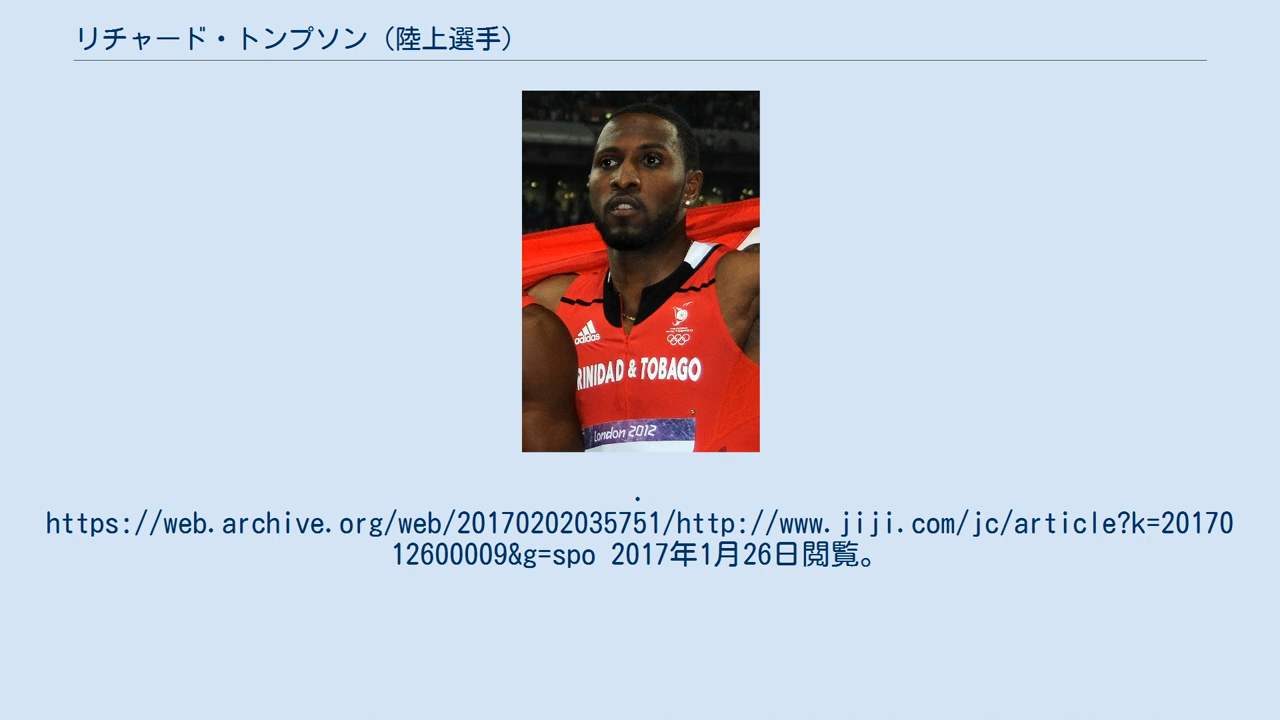 リチャード・トンプソン（陸上選手）
adidas
RINIDAD & TOBAGO
London 2012
.
https://web.archive.org/web/20170202035751/http://www.jiji.com/jc/article?k=20170
12600009&g=spo 2017年1月26日閲覧。